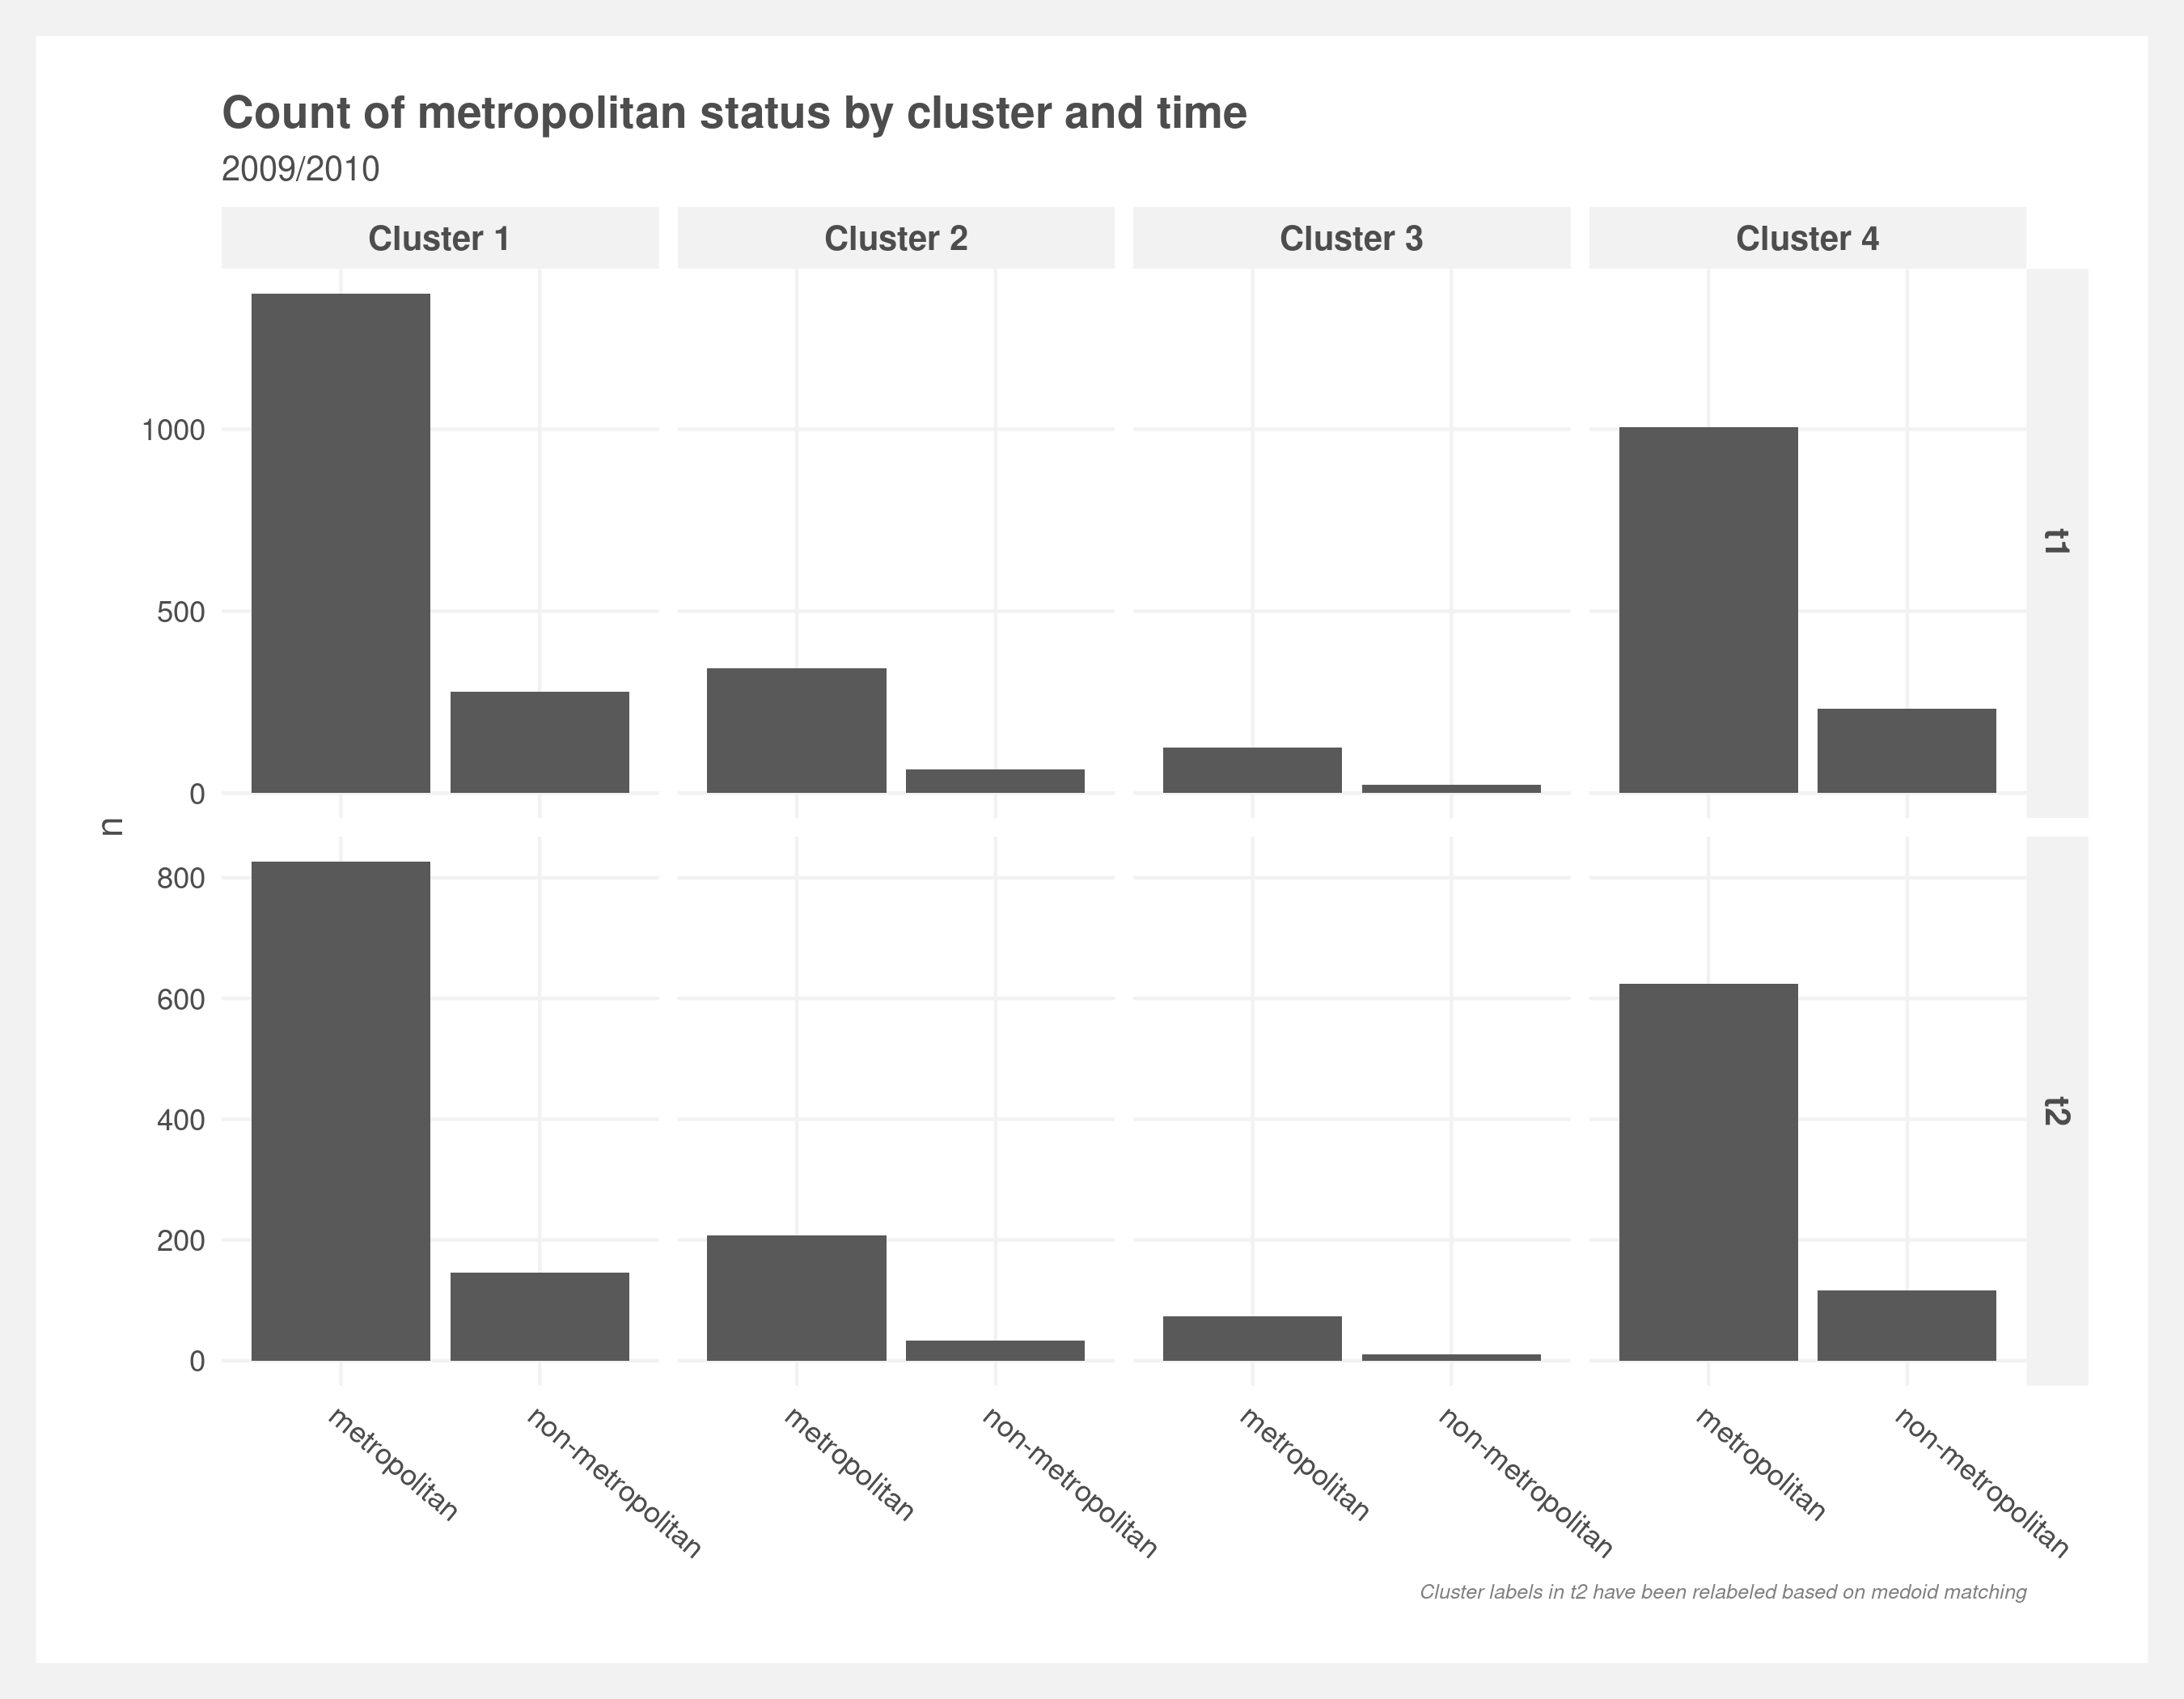 Count of metropolitan status by cluster and time
2009/2010
Cluster 1
Cluster 2
Cluster 3
Cluster 4
1000
500
0
t1
n
800
600
400
200
0
t2
metropolitan
non-metropolitan
metropolitan
non-metropolitan
metropolitan
non-metropolitan
metropolitan
non-metropolitan
Cluster labels in t2 have been relabeled based on medoid matching